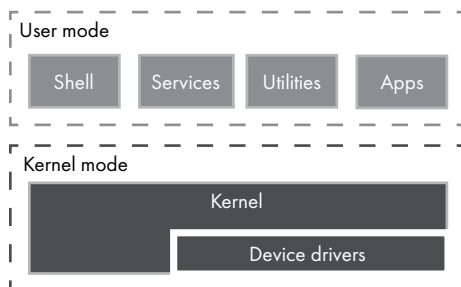 User mode
Shell Services Utilities Apps
Kernel mode
Kernel
Device drivers